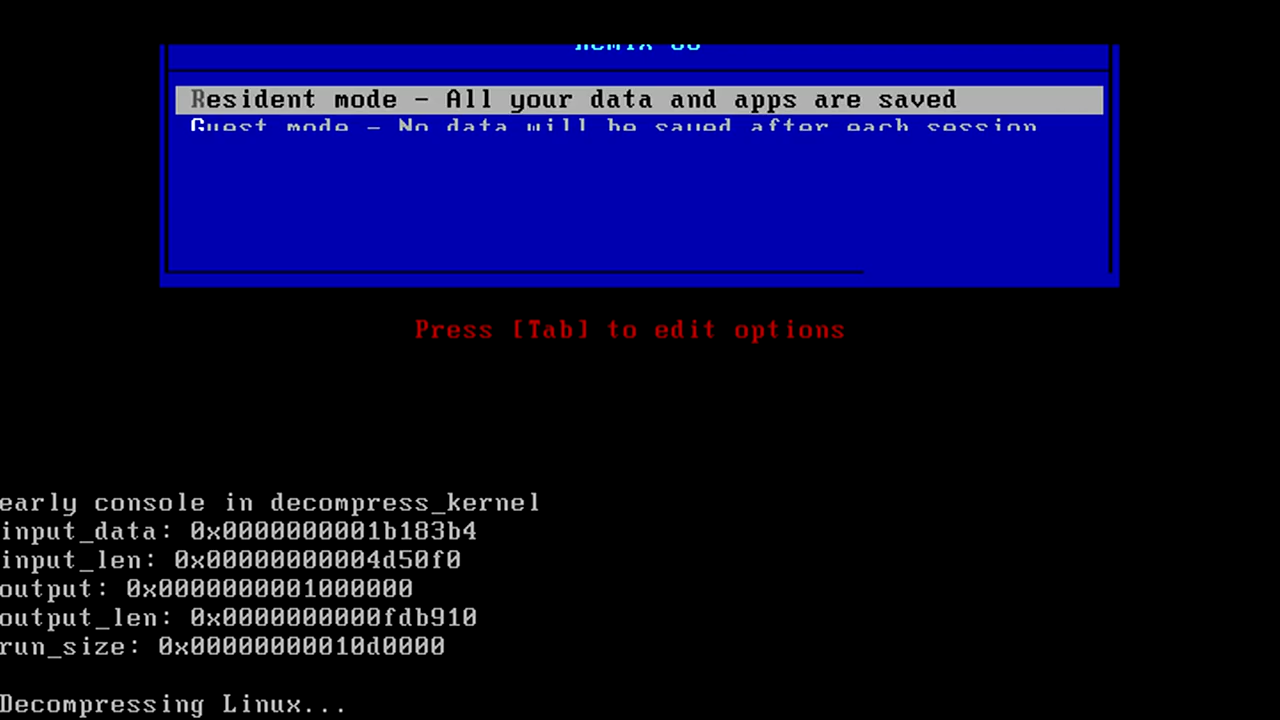 Remix OS
Resident mode - All your data and apps are saved
Guest mode - No data will be saved after each session
Press [Tab] to edit options
early console in decompress_kernel
input_data: 0x0000000001b183b4
input_len: 0x00000000004d50f0
output: 0x0000000001000000
output_len: 0x0000000000fdb910
run_size: 0x00000000010d0000
Decompressing Linux...